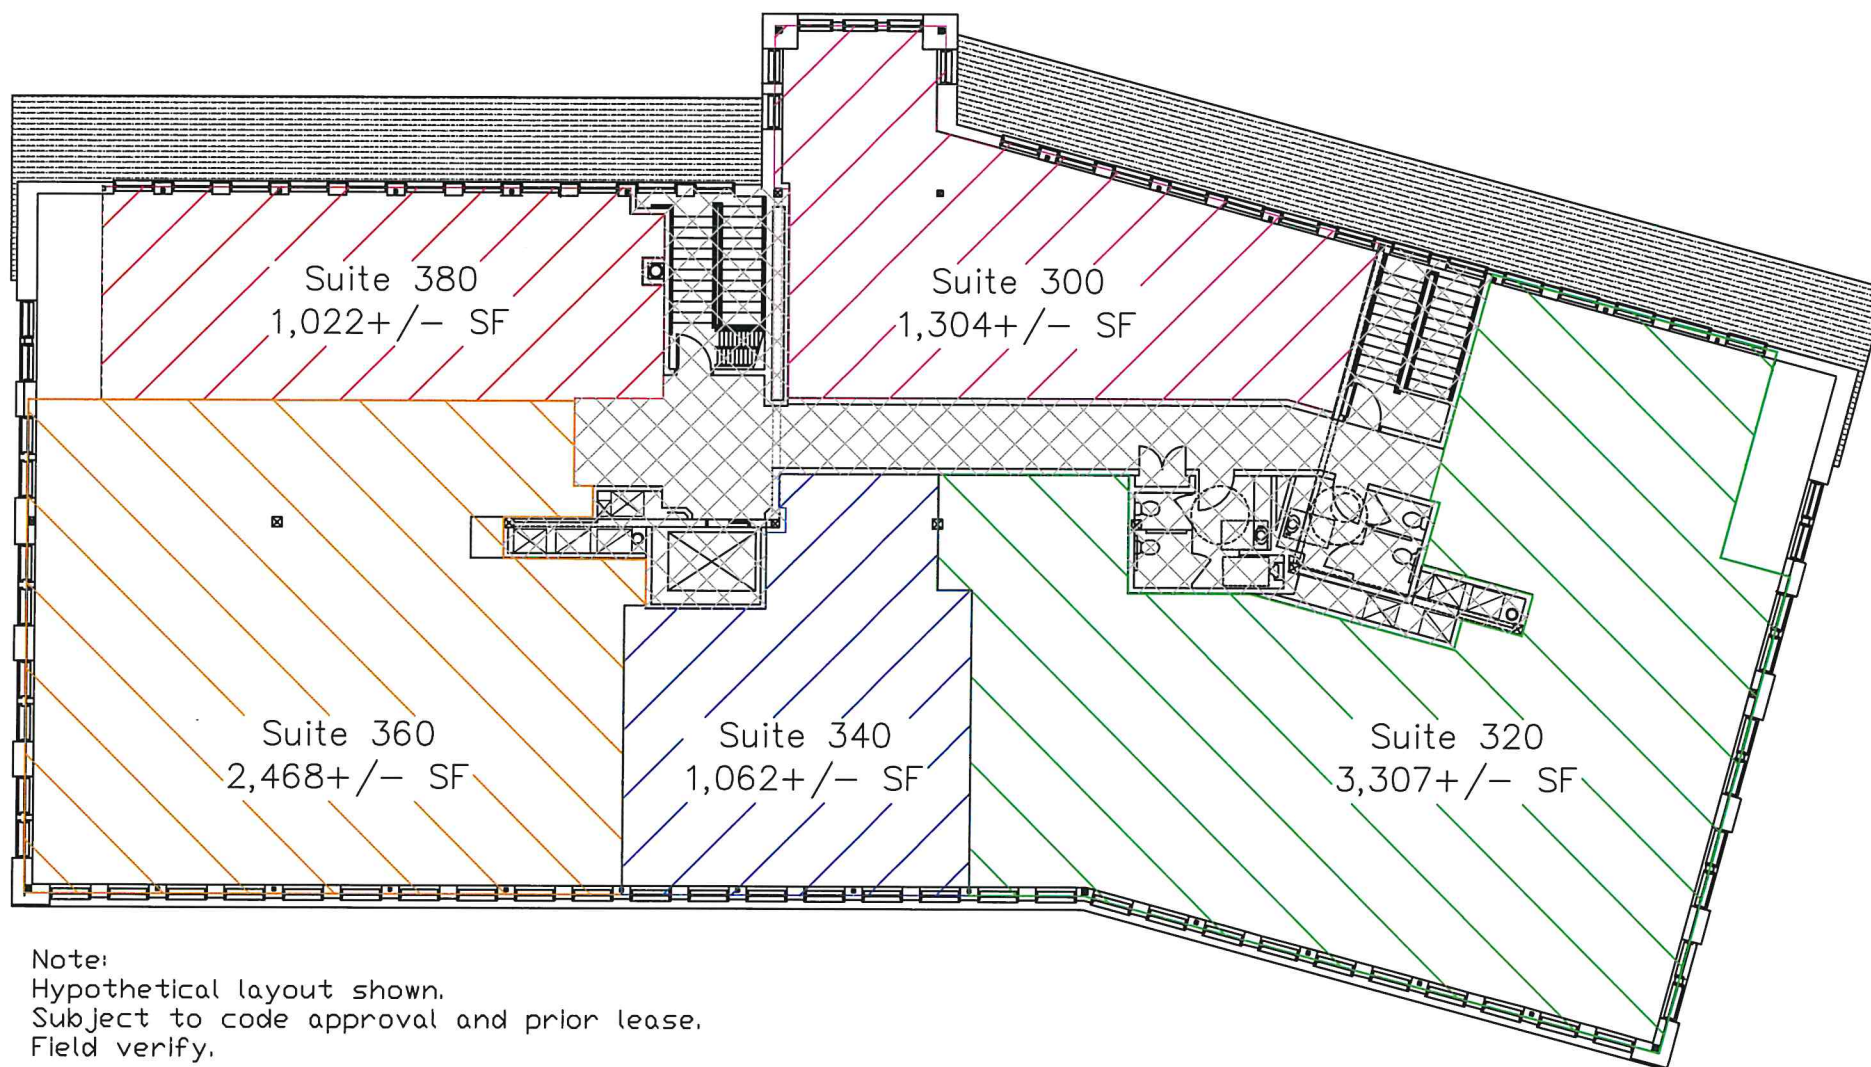 Suite 380
1,022+/- SF
Suite 300
1,304+/- SF
Suite 360
2,468+/- SF
Suite 340
1,062+/- SF
Suite 320
3,307+/- SF
Note:
Hypothetical layout shown.
Subject to code approval and prior lease.
Field verify.